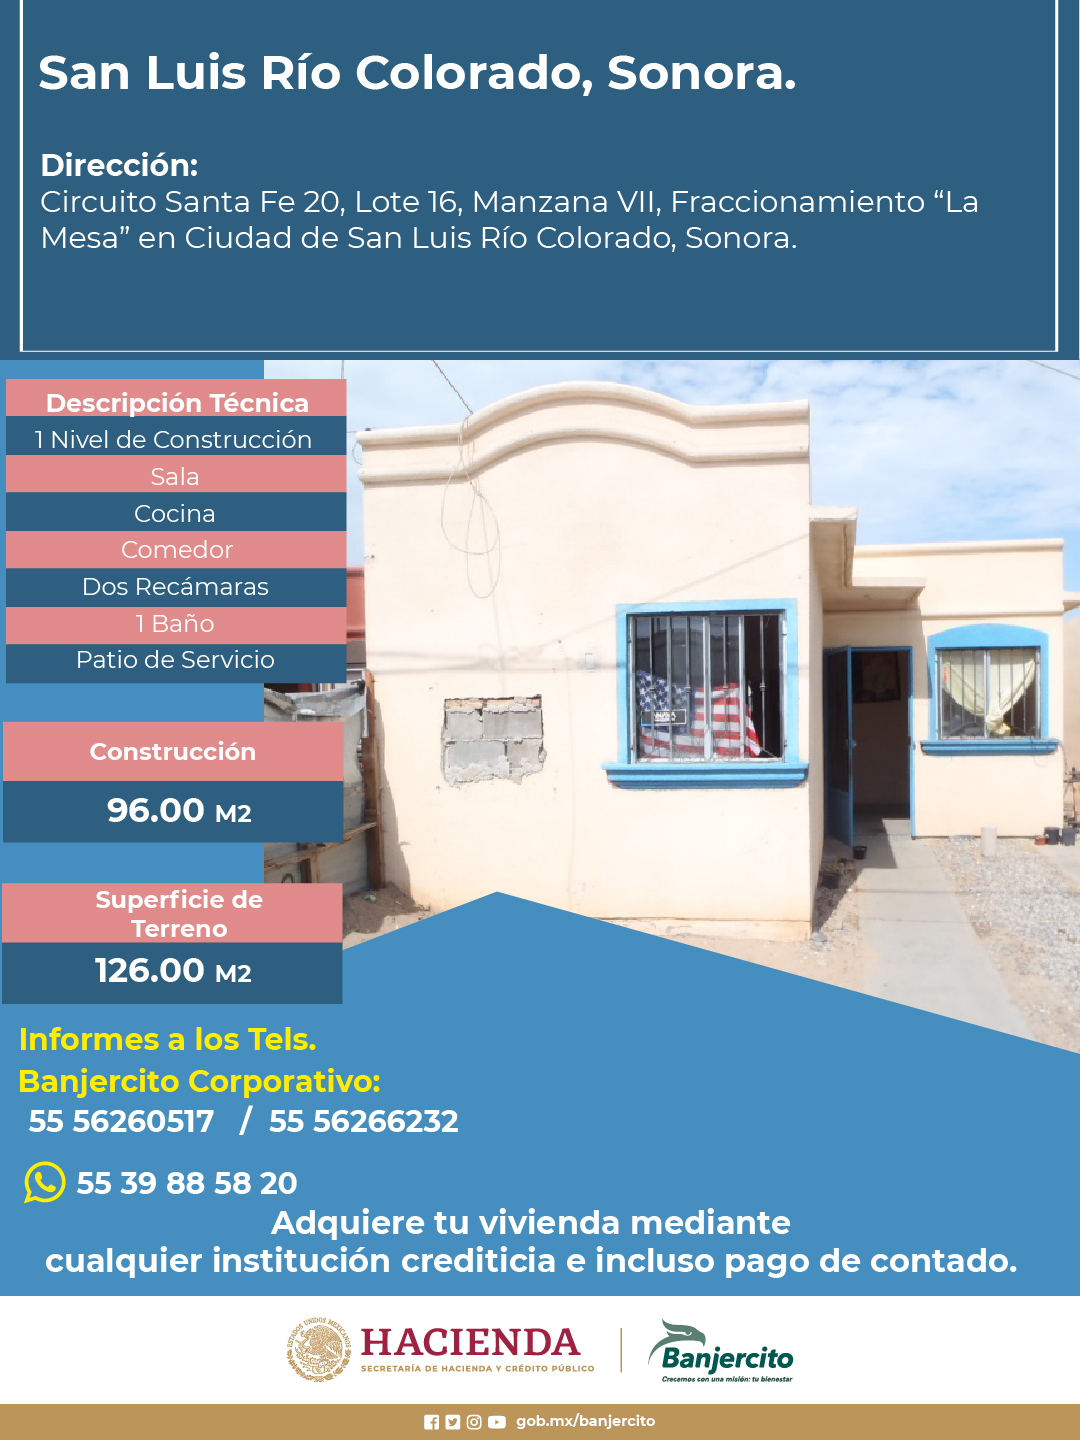 San Luis Río Colorado, Sonora.
Dirección:
Circuito Santa Fe 20, Lote 16, Manzana VII, Fraccionamiento “La
Mesa” en Ciudad de San Luis Río Colorado, Sonora.
Descripción Técnica
1 Nivel de Construcción
Sala
Cocina
Comedor
Dos Recámaras
1 Baño
Patio de Servicio
Construcción
96.00 M2
Superficie de
Terreno
126.00 M2
Informes a los Tels.
Banjercito Corporativo:
55 56260517 / 55 56266232
55 39 88 58 20
Adquiere tu vivienda mediante
cualquier institución crediticia e incluso pago de contado.
ESTADOS UNIDOS MEXICANOS
HACIENDA
SECRETARÍA DE HACIENDA Y CRÉDITO PÚBLICO
Banjercito
Crecemos con una misión: tu bienestar
gob.mx/banjercito